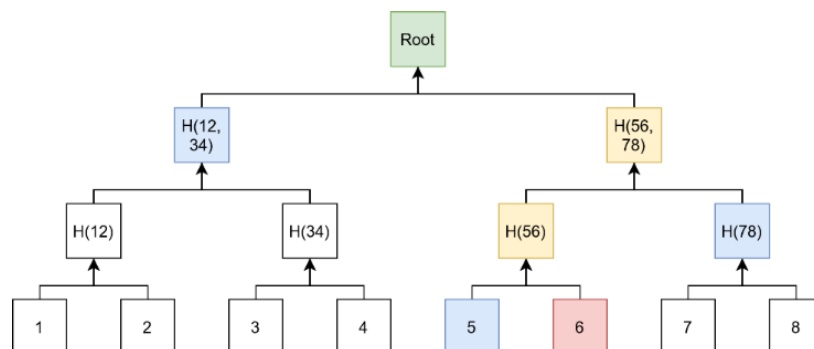 Root
H(12,
34)
H(56,
78)
H(12)
H(34)
H(56)
H(78)
1
2
3
4
5
6
7
8